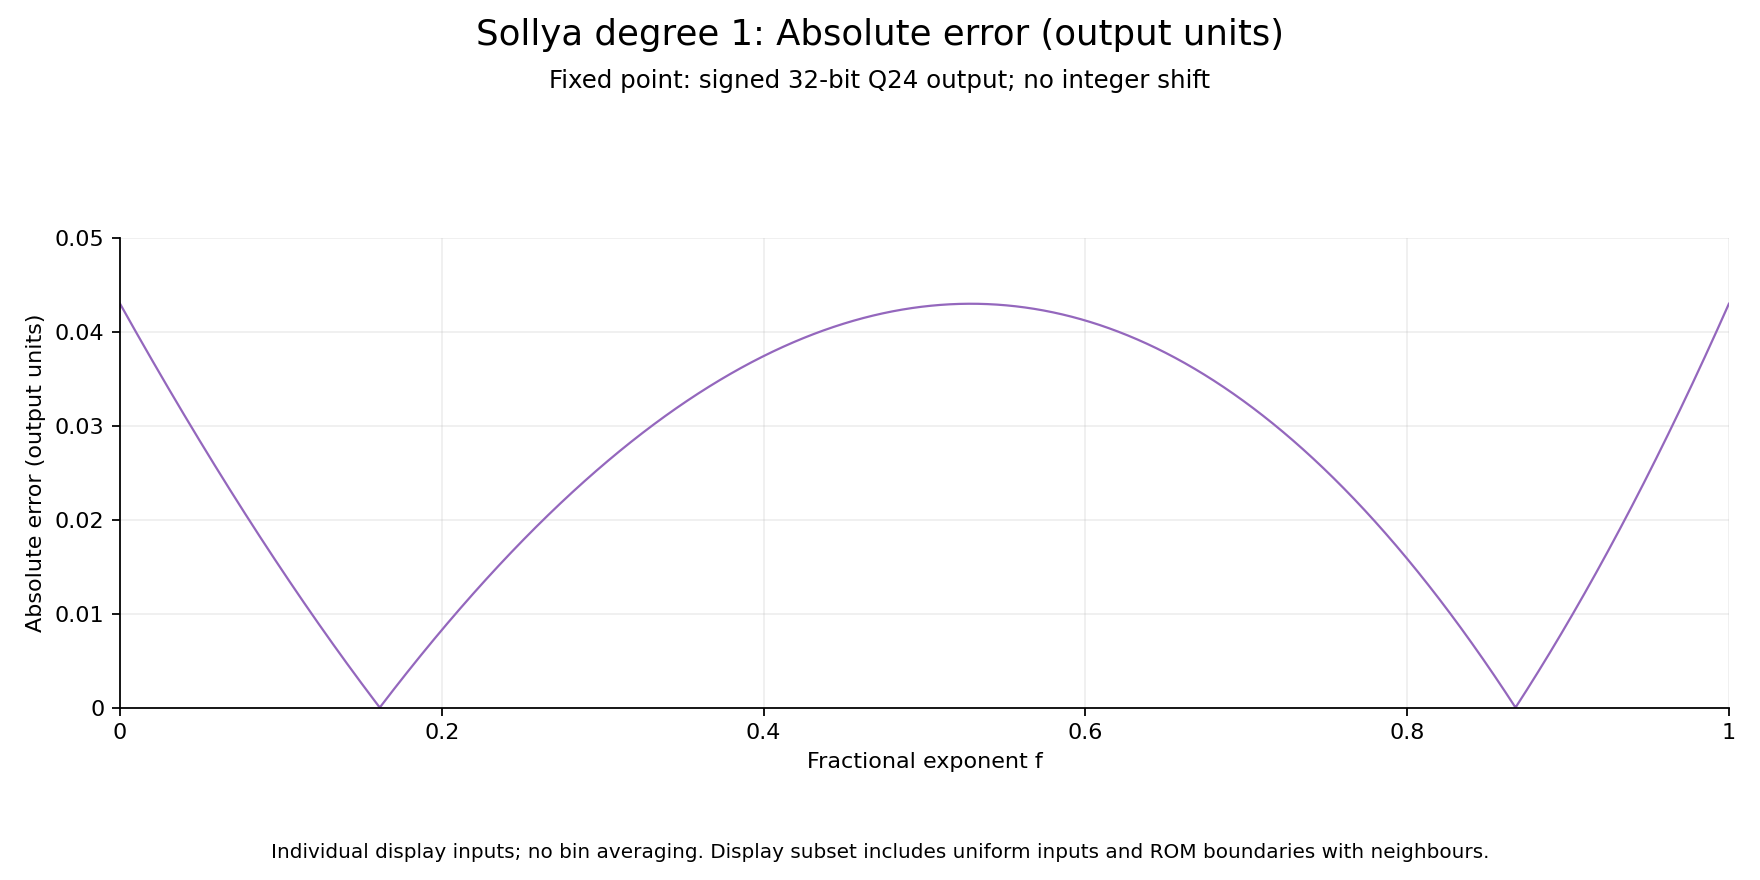 Sollya degree 1: Absolute error (output units)
Fixed point: signed 32-bit Q24 output; no integer shift
Absolute error (output units)
0.05
0.04
0.03
0.02
0.01
0
0 0.2 0.4 0.6 0.8 1
Fractional exponent f
Individual display inputs; no bin averaging. Display subset includes uniform inputs and ROM boundaries with neighbours.